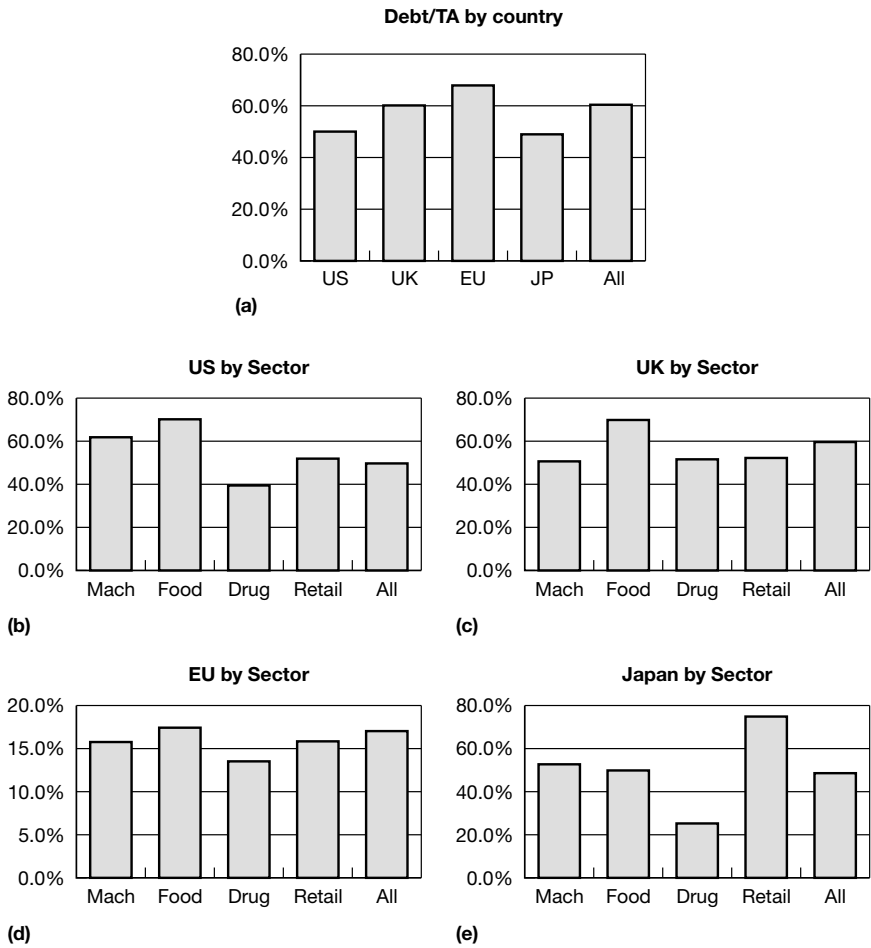 Debt/TA by country
80.0%
60.0%
40.0%
20.0%
0.0%
US UK EU JP All
(a)
US by Sector
80.0%
60.0%
40.0%
20.0%
0.0%
Mach Food Drug Retail All
(b)
UK by Sector
80.0%
60.0%
40.0%
20.0%
0.0%
Mach Food Drug Retail All
(c)
EU by Sector
20.0%
15.0%
10.0%
5.0%
0.0%
Mach Food Drug Retail All
(d)
Japan by Sector
80.0%
60.0%
40.0%
20.0%
0.0%
Mach Food Drug Retail All
(e)